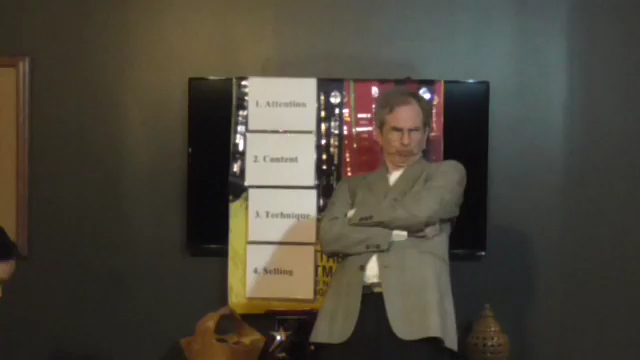 1. Attention
2. Content
3. Technique
4. Selling